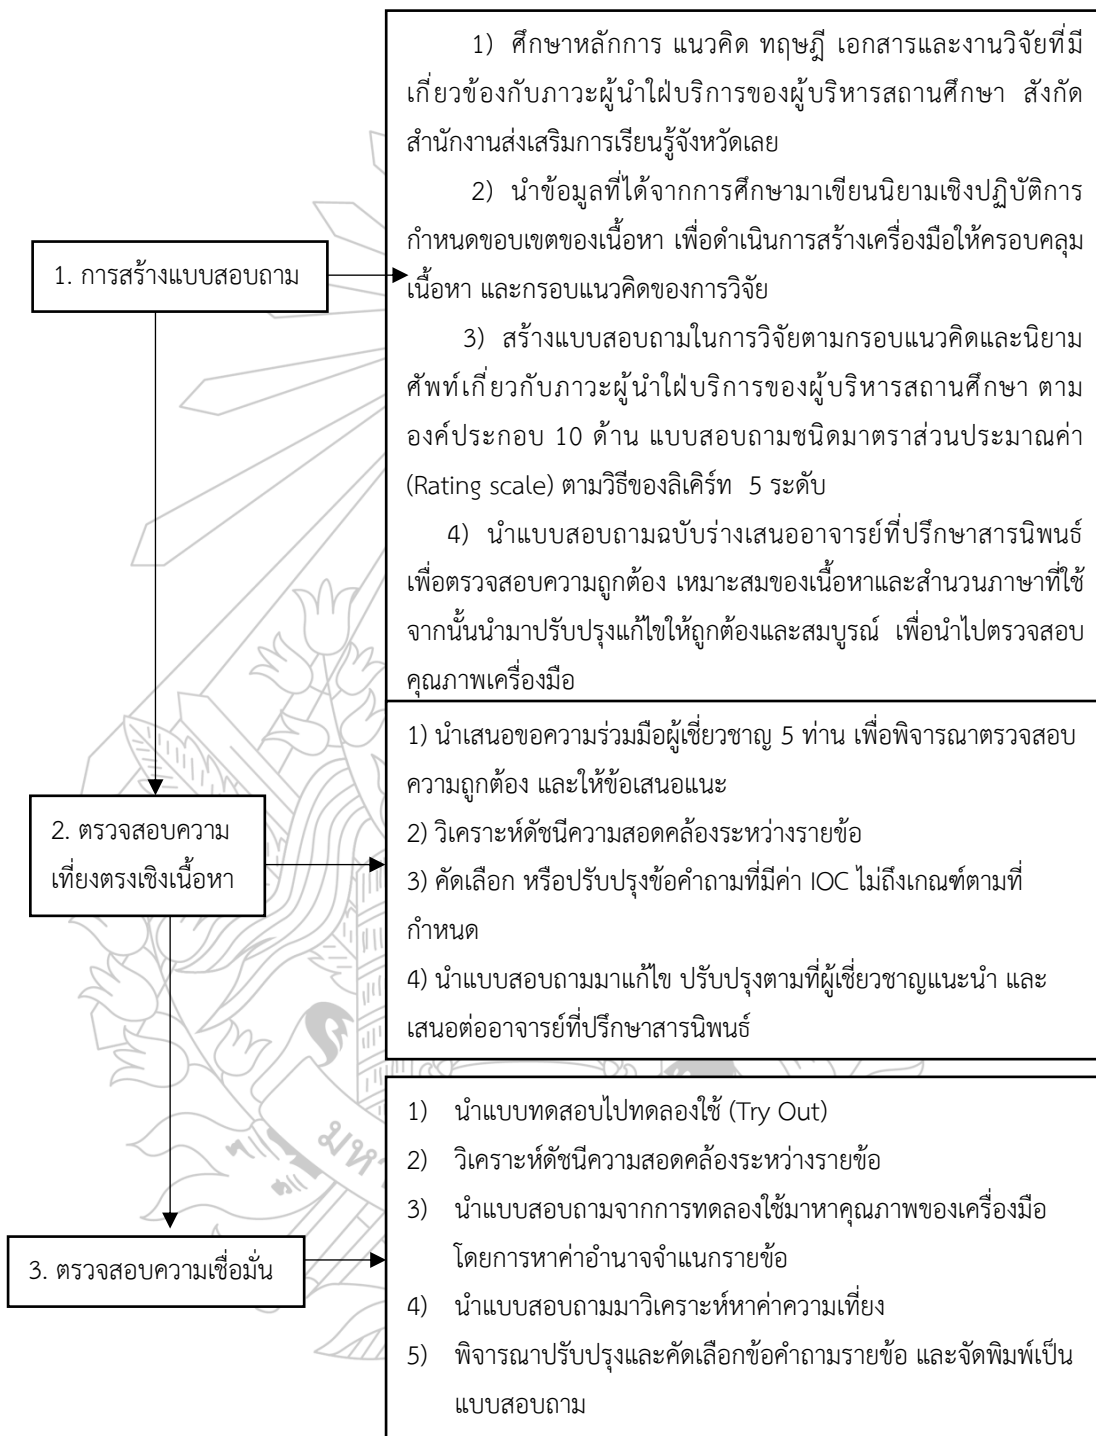 1. การสร้างแบบสอบถาม
1) ศึกษาหลักการ แนวคิด ทฤษฎี เอกสารและงานวิจัยที่มี
เกี่ยวข้องกับภาวะผู้นำใฝ่บริการของผู้บริหารสถานศึกษา สังกัด
สำนักงานส่งเสริมการเรียนรู้จังหวัดเลย
2) นำข้อมูลที่ได้จากการศึกษามาเขียนนิยามเชิงปฏิบัติการ
กำหนดขอบเขตของเนื้อหา เพื่อดำเนินการสร้างเครื่องมือให้ครอบคลุม
เนื้อหา และกรอบแนวคิดของการวิจัย
3) สร้างแบบสอบถามในการวิจัยตามกรอบแนวคิดและนิยาม
ศัพท์เกี่ยวกับภาวะผู้นำใฝ่บริการของผู้บริหารสถานศึกษา ตาม
องค์ประกอบ 10 ด้าน แบบสอบถามชนิดมาตราส่วนประมาณค่า
(Rating scale) ตามวิธีของลิเคิร์ท 5 ระดับ
4) นำแบบสอบถามฉบับร่างเสนออาจารย์ที่ปรึกษาสารนิพนธ์
เพื่อตรวจสอบความถูกต้อง เหมาะสมของเนื้อหาและสำนวนภาษาที่ใช้
จากนั้นนำมาปรับปรุงแก้ไขให้ถูกต้องและสมบูรณ์ เพื่อนำไปตรวจสอบ
คุณภาพเครื่องมือ
2. ตรวจสอบความ
เที่ยงตรงเชิงเนื้อหา
1) นำเสนอขอความร่วมมือผู้เชี่ยวชาญ 5 ท่าน เพื่อพิจารณาตรวจสอบ
ความถูกต้อง และให้ข้อเสนอแนะ
2) วิเคราะห์ดัชนีความสอดคล้องระหว่างรายข้อ
3) คัดเลือก หรือปรับปรุงข้อคำถามที่มีค่า IOC ไม่ถึงเกณฑ์ตามที่
กำหนด
4) นำแบบสอบถามมาแก้ไข ปรับปรุงตามที่ผู้เชี่ยวชาญแนะนำ และ
เสนอต่ออาจารย์ที่ปรึกษาสารนิพนธ์
3. ตรวจสอบความเชื่อมั่น
1) นำแบบทดสอบไปทดลองใช้ (Try Out)
2) วิเคราะห์ดัชนีความสอดคล้องระหว่างรายข้อ
3) นำแบบสอบถามจากการทดลองใช้มาหาคุณภาพของเครื่องมือ
โดยการหาค่าอำนาจจำแนกรายข้อ
4) นำแบบสอบถามมาวิเคราะห์หาค่าความเที่ยง
5) พิจารณาปรับปรุงและคัดเลือกข้อคำถามรายข้อ และจัดพิมพ์เป็น
แบบสอบถาม